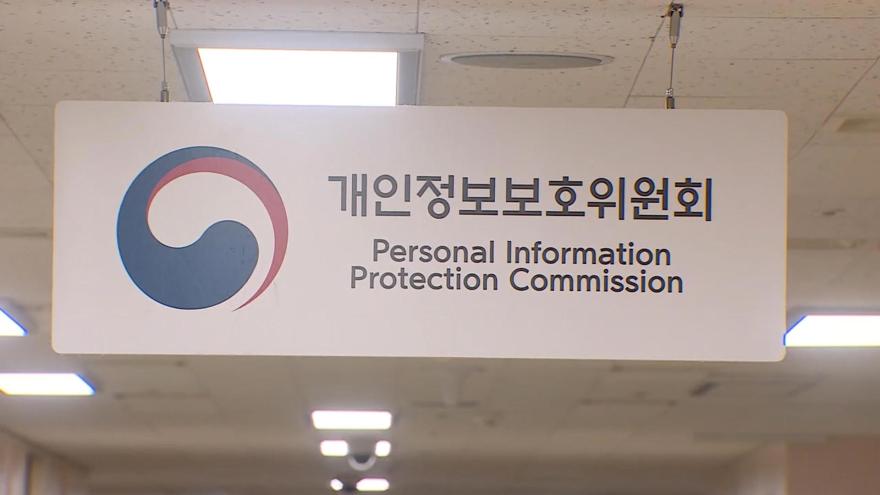 개인정보보호위원회
Personal Information
Protection Commission